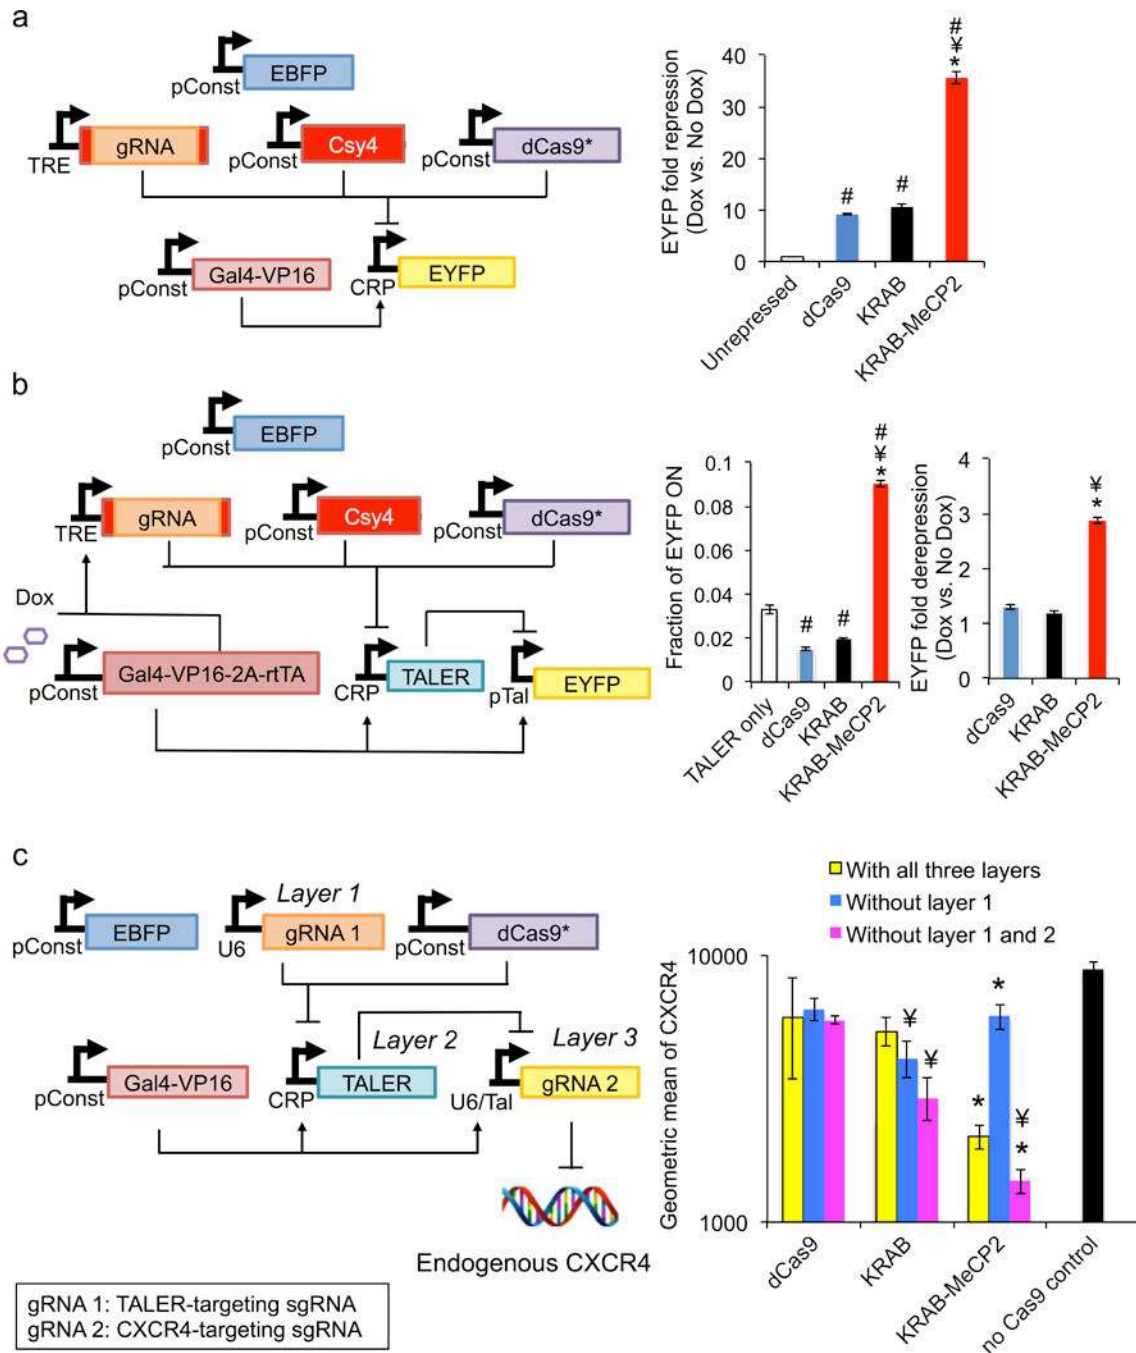 a
pConst
EBFP
TRE
gRNA
pConst
Csy4
pConst
dCas9*
pConst
Gal4-VP16
CRP
EYFP
EYFP fold repression
(Dox vs. No Dox)
40
30
20
10
0
#
#
#
¥
*
Unrepressed
dCas9
KRAB
KRAB-MeCP2
b
pConst
EBFP
TRE
gRNA
pConst
Csy4
pConst
dCas9*
Dox
pConst
Gal4-VP16-2A-rtTA
CRP
TALER
pTal
EYFP
Fraction of EYFP ON
0.1
0.08
0.06
0.04
0.02
0
#
#
#
¥
*
TALER only
dCas9
KRAB
KRAB-MeCP2
EYFP fold derepression
(Dox vs. No Dox)
4
3
2
1
0
¥
*
dCas9
KRAB
KRAB-MeCP2
c
pConst
EBFP
Layer 1
U6
gRNA 1
pConst
dCas9*
pConst
Gal4-VP16
Layer 2
CRP
TALER
Layer 3
U6/Tal
gRNA 2
Endogenous CXCR4
gRNA 1: TALER-targeting sgRNA
gRNA 2: CXCR4-targeting sgRNA
With all three layers
Without layer 1
Without layer 1 and 2
Geometric mean of CXCR4
10000
1000
¥
¥
*
*
¥
*
dCas9
KRAB
KRAB-MeCP2
no Cas9 control